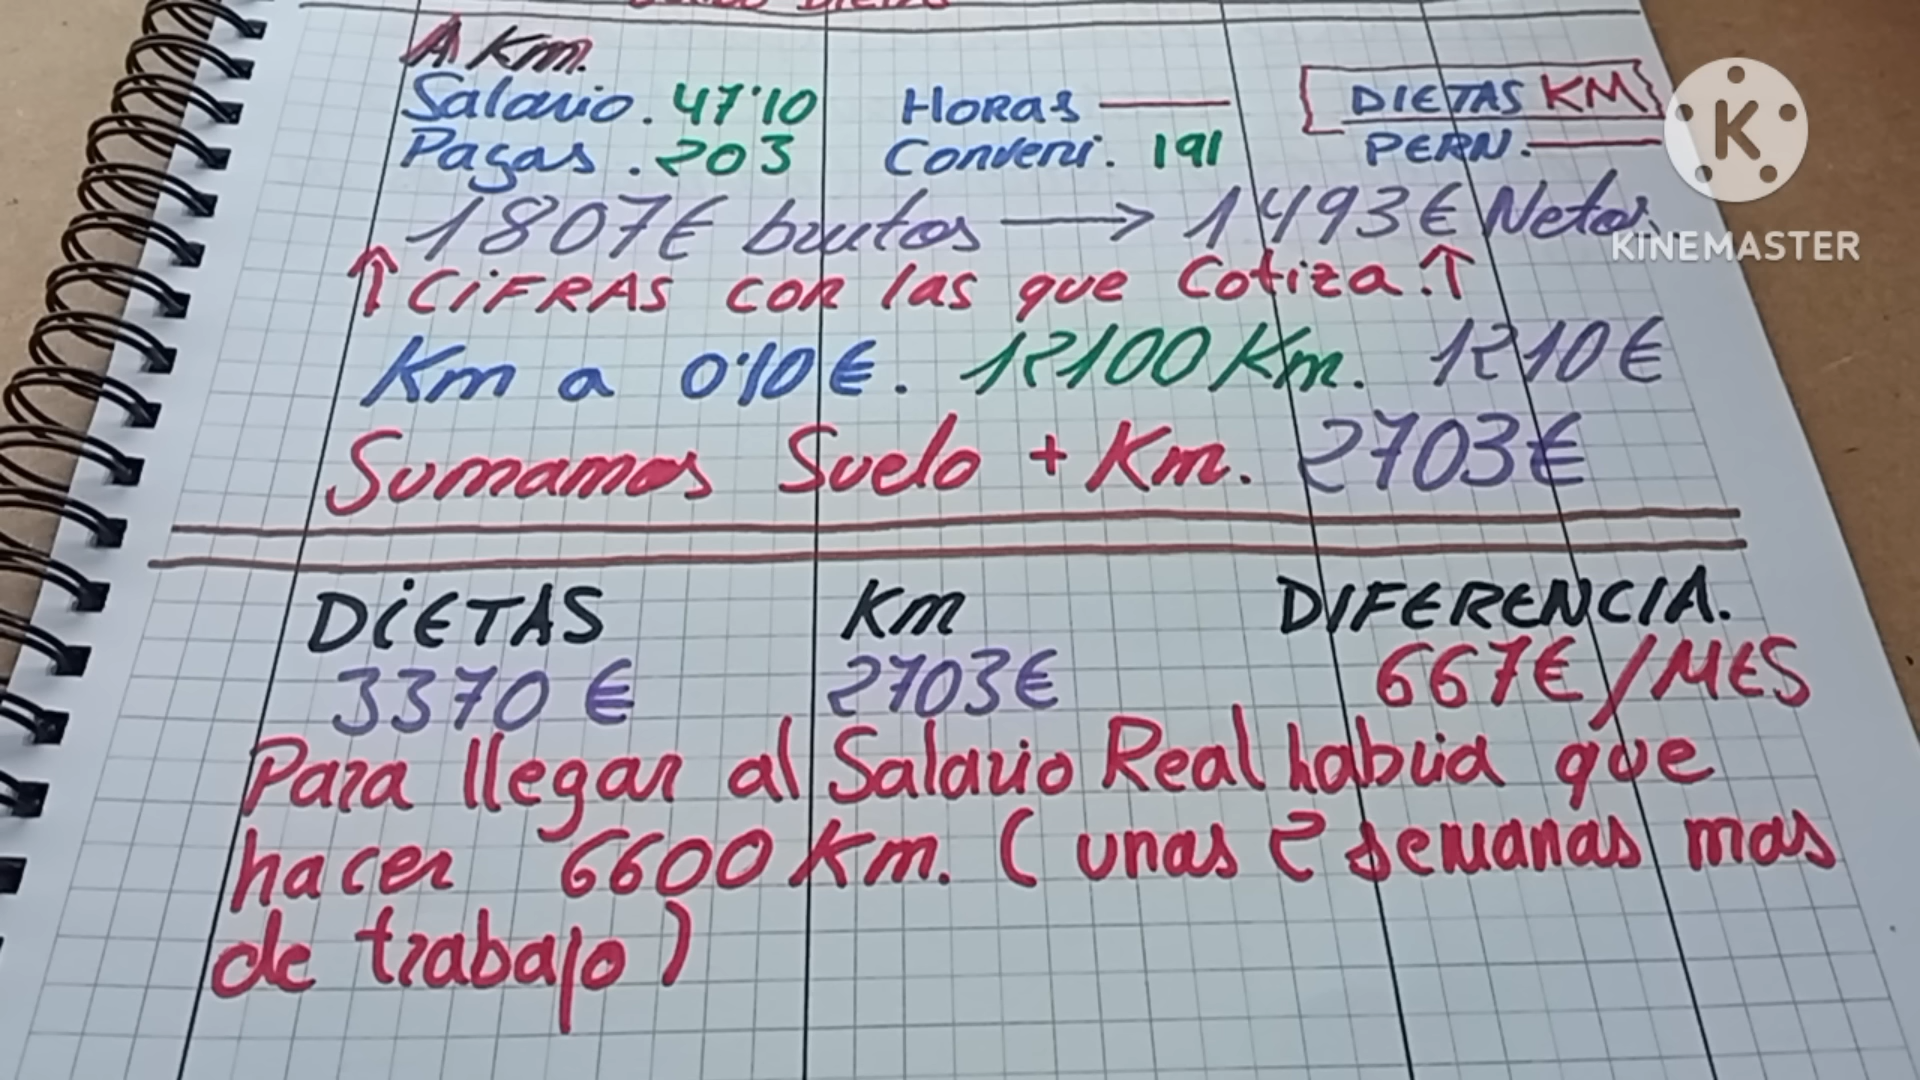 A Km.
Salario. 47'10 Horas — DIETAS KM
Pagas. 203 Conveni. 191 PERN. —
1807€ brutos → 1493€ Netos.
↑ CiFRAS con las que Cotiza.↑
Km a 0'10€. 12100 Km. 1210€
Sumamos Suelo + Km. 2703€
DiETAS Km DIFERENCIA.
3370 € 2703€ 667€/MES
Para llegar al Salario Real habria que
hacer 6600 Km. ( unas 2 semanas mas
de trabajo )
K
KINEMASTER